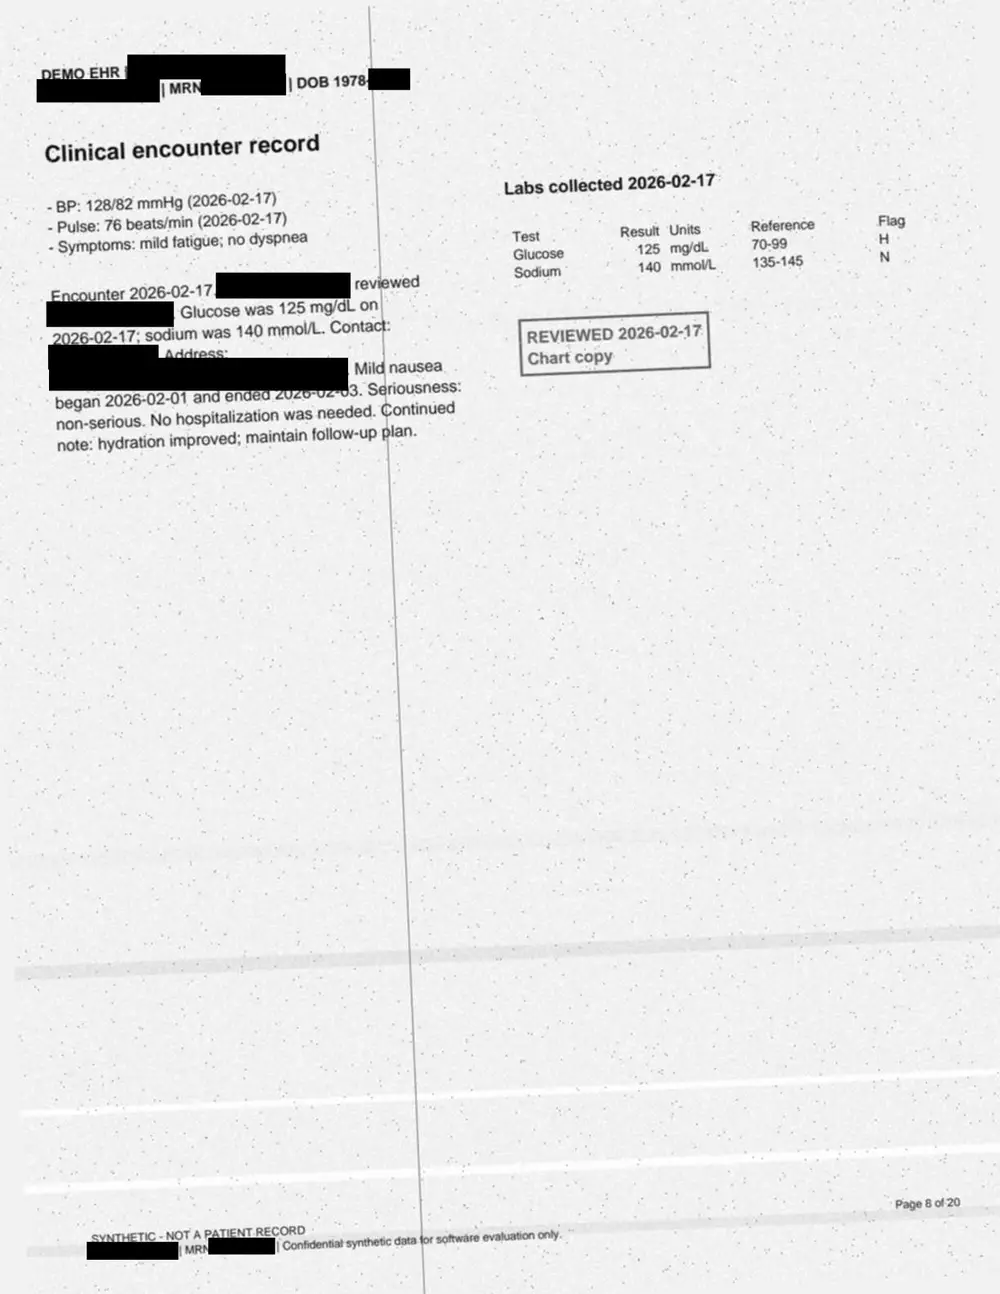 DEMO EHR |
| MRN | DOB 1978-
Clinical encounter record
- BP: 128/82 mmHg (2026-02-17)
- Pulse: 76 beats/min (2026-02-17)
- Symptoms: mild fatigue; no dyspnea
Encounter 2026-02-17. reviewed
. Glucose was 125 mg/dL on
2026-02-17; sodium was 140 mmol/L. Contact:
Address:
. Mild nausea
began 2026-02-01 and ended 2026-02-03. Seriousness:
non-serious. No hospitalization was needed. Continued
note: hydration improved; maintain follow-up plan.
Labs collected 2026-02-17
Test Result Units Reference Flag
Glucose 125 mg/dL 70-99 H
Sodium 140 mmol/L 135-145 N
REVIEWED 2026-02-17
Chart copy
Page 8 of 20
SYNTHETIC - NOT A PATIENT RECORD
| MRN | Confidential synthetic data for software evaluation only.